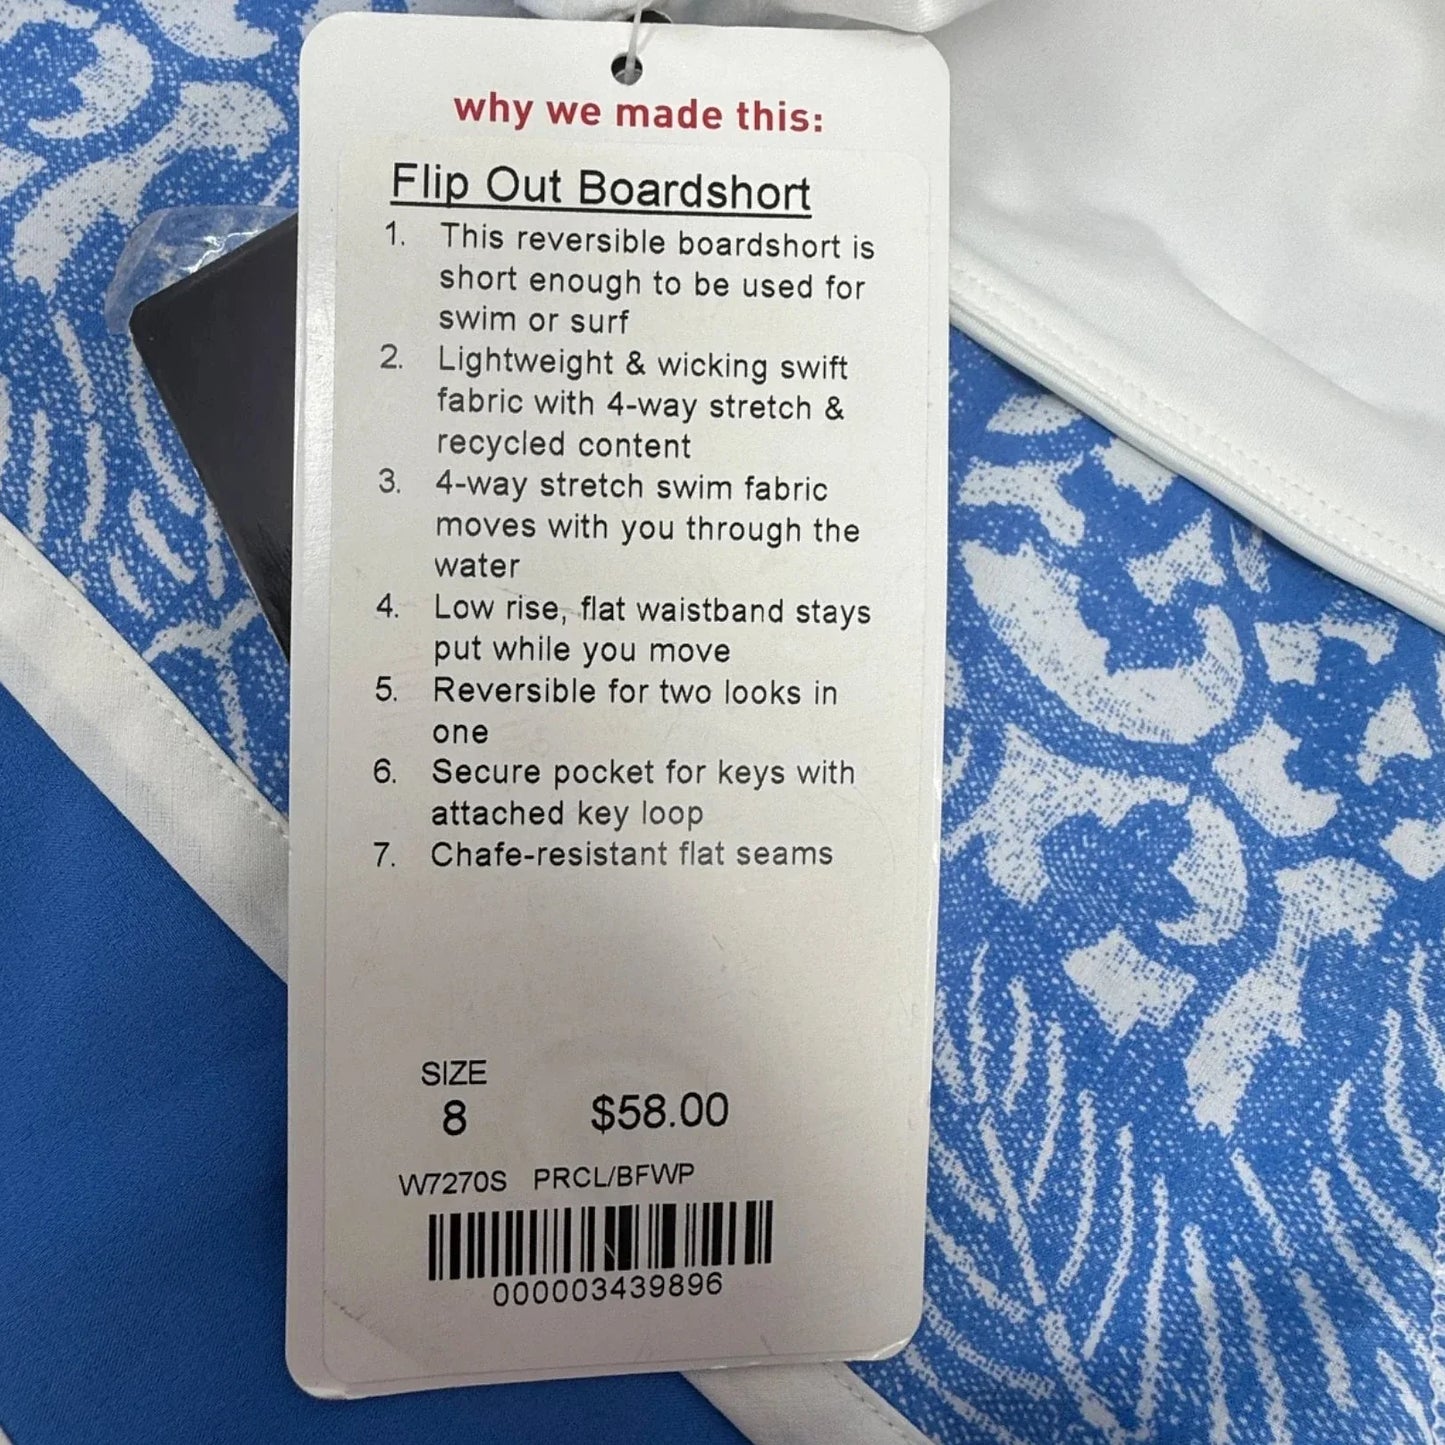 why we made this:
Flip Out Boardshort
1. This reversible boardshort is
short enough to be used for
swim or surf
2. Lightweight & wicking swift
fabric with 4-way stretch &
recycled content
3. 4-way stretch swim fabric
moves with you through the
water
4. Low rise, flat waistband stays
put while you move
5. Reversible for two looks in
one
6. Secure pocket for keys with
attached key loop
7. Chafe-resistant flat seams
SIZE
8 $58.00
W7270S PRCL/BFWP
000003439896